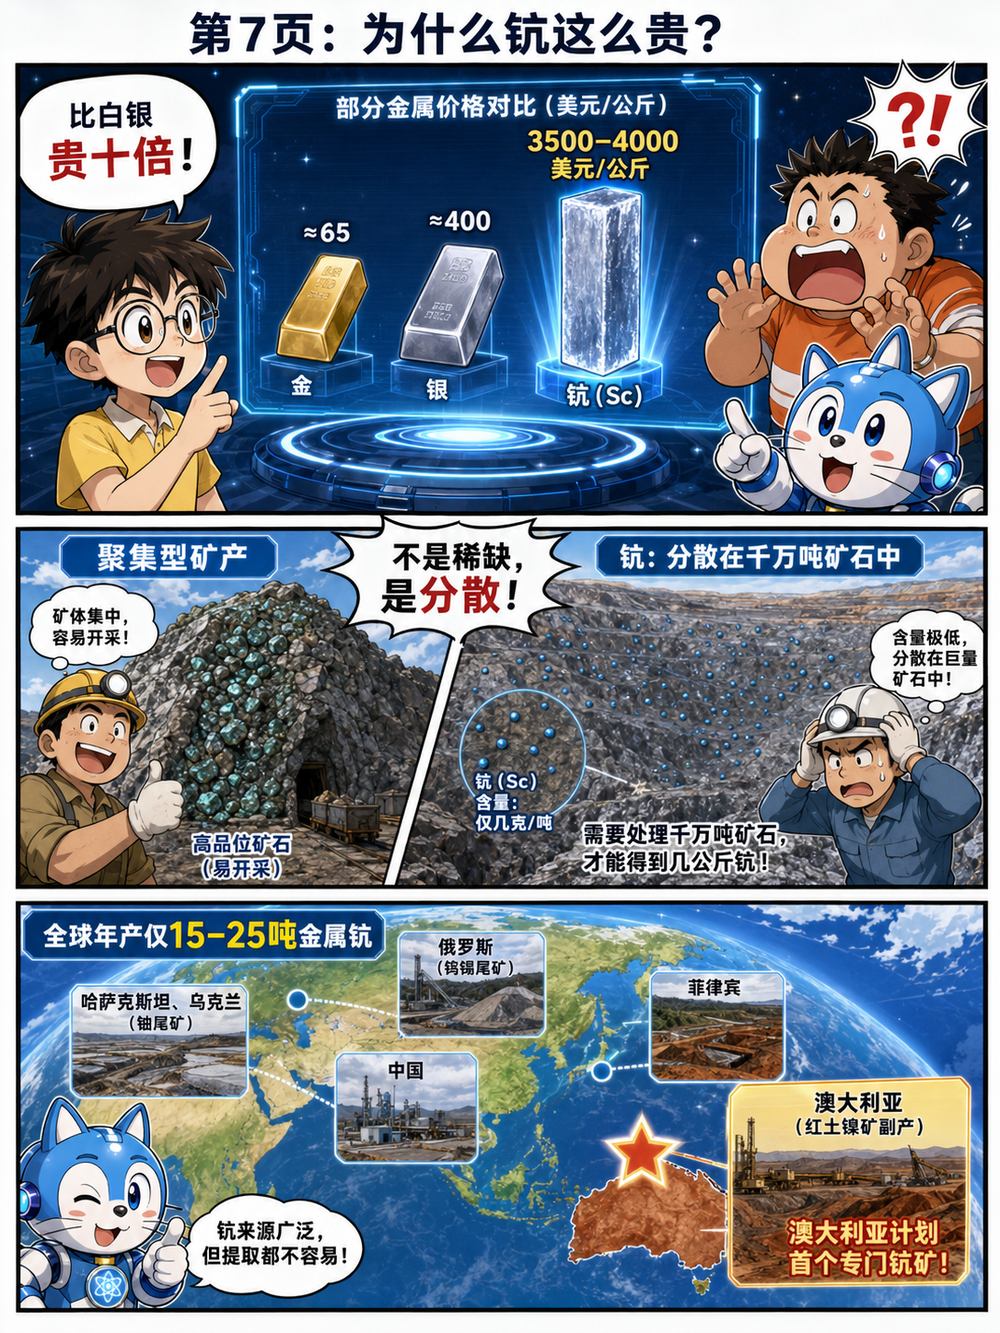 第7页：为什么钪这么贵？
比白银
贵十倍！
部分金属价格对比（美元/公斤）
3500–4000
美元/公斤
≈65
≈400
?!
金
银
钪（Sc）
聚集型矿产
不是稀缺，
是分散！
钪：分散在千万吨矿石中
矿体集中，
容易开采！
含量极低，
分散在巨量
矿石中！
钪（Sc）
含量：
仅几克/吨
高品位矿石
（易开采）
需要处理千万吨矿石，
才能得到几公斤钪！
全球年产仅15–25吨金属钪
哈萨克斯坦、乌克兰
（铀尾矿）
俄罗斯
（钨锡尾矿）
菲律宾
中国
澳大利亚
（红土镍矿副产）
澳大利亚计划
首个专门钪矿！
钪来源广泛，
但提取都不容易！